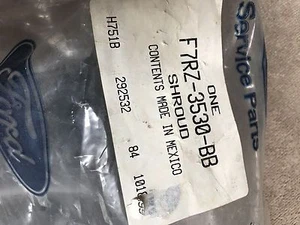 Ford
Service Parts
F7RZ-3530-BB
ONE
SHROUD
CONTENTS MADE IN MEXICO
H751B 292532 84